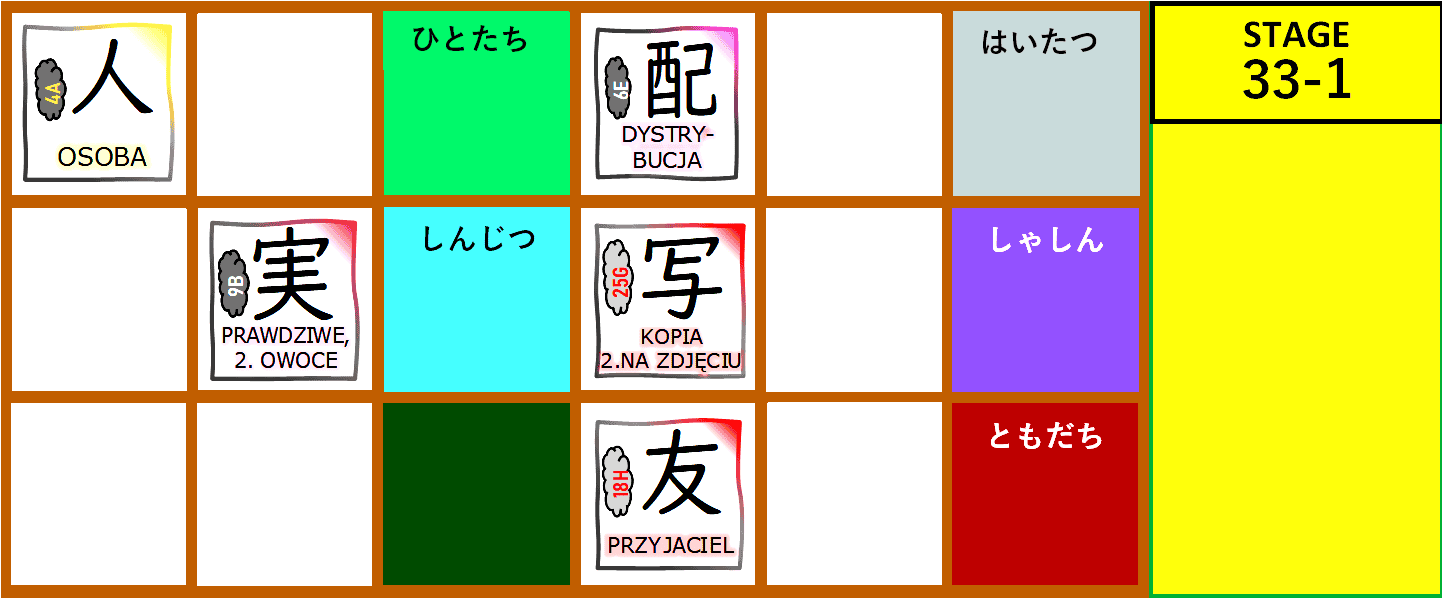 人
4A
OSOBA
ひとたち
配
6E
DYSTRY-
BUCJA
はいたつ
STAGE
33-1
実
9B
PRAWDZIWE,
2. OWOCE
しんじつ
写
25G
KOPIA
2.NA ZDJĘCIU
しゃしん
友
18H
PRZYJACIEL
ともだち